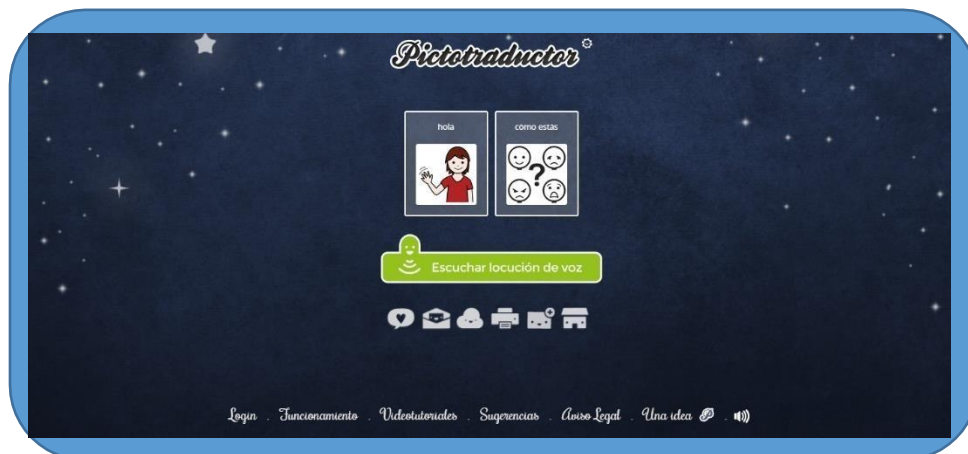 Pictotraductor
hola
como estas
?
Escuchar locución de voz
Login . Funcionamiento . Videotutoriales . Sugerencias . Aviso Legal . Una idea .